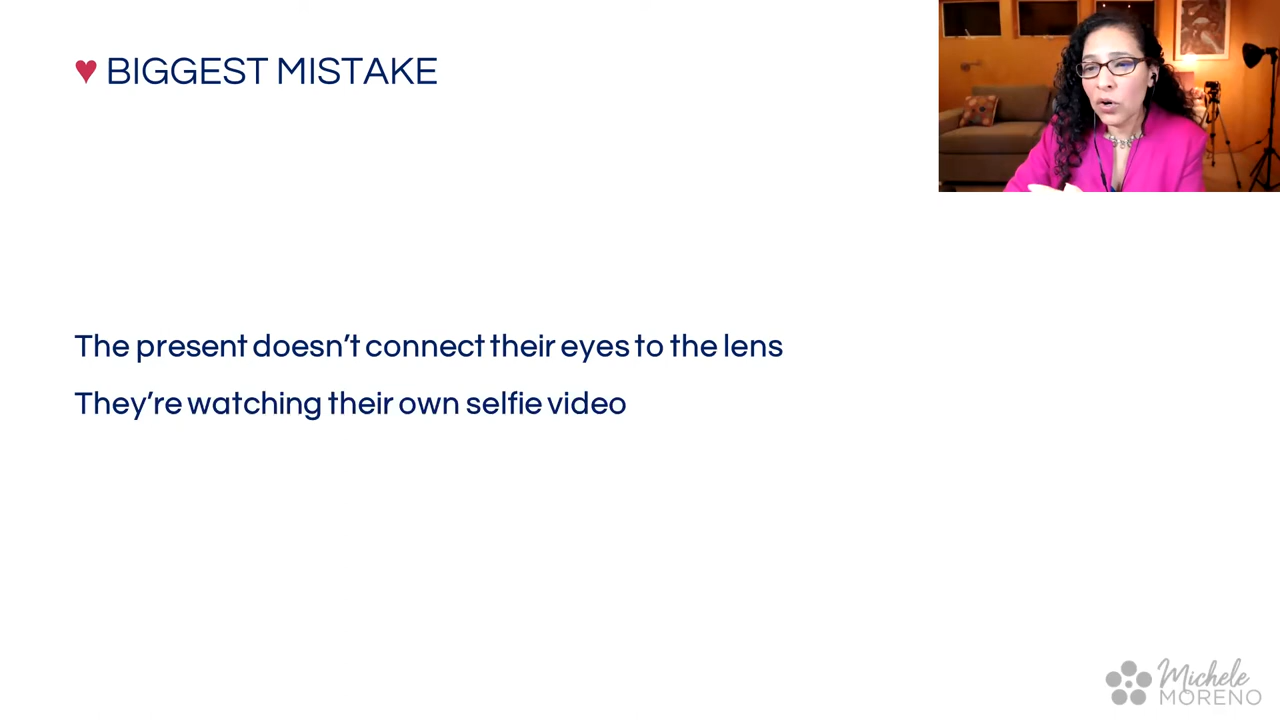 ♥ BIGGEST MISTAKE
The present doesn’t connect their eyes to the lens
They’re watching their own selfie video
Michele
MORENO